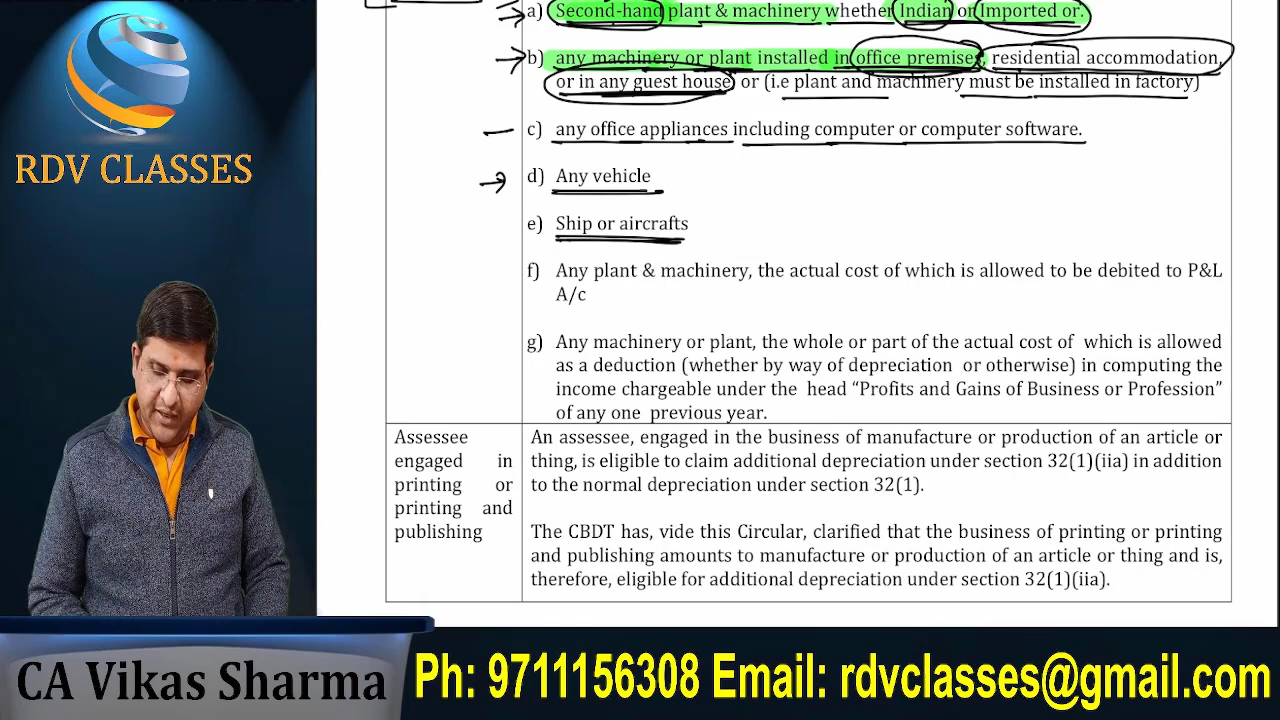 a) Second-hand plant & machinery whether Indian or Imported or.
b) any machinery or plant installed in office premises, residential accommodation,
or in any guest house or (i.e plant and machinery must be installed in factory)
c) any office appliances including computer or computer software.
d) Any vehicle
e) Ship or aircrafts
f) Any plant & machinery, the actual cost of which is allowed to be debited to P&L
A/c
g) Any machinery or plant, the whole or part of the actual cost of which is allowed
as a deduction (whether by way of depreciation or otherwise) in computing the
income chargeable under the head “Profits and Gains of Business or Profession”
of any one previous year.
Assessee
engaged in
printing or
printing and
publishing
An assessee, engaged in the business of manufacture or production of an article or
thing, is eligible to claim additional depreciation under section 32(1)(iia) in addition
to the normal depreciation under section 32(1).
The CBDT has, vide this Circular, clarified that the business of printing or printing
and publishing amounts to manufacture or production of an article or thing and is,
therefore, eligible for additional depreciation under section 32(1)(iia).
RDV CLASSES
CA Vikas Sharma
Ph: 9711156308 Email: rdvclasses@gmail.com